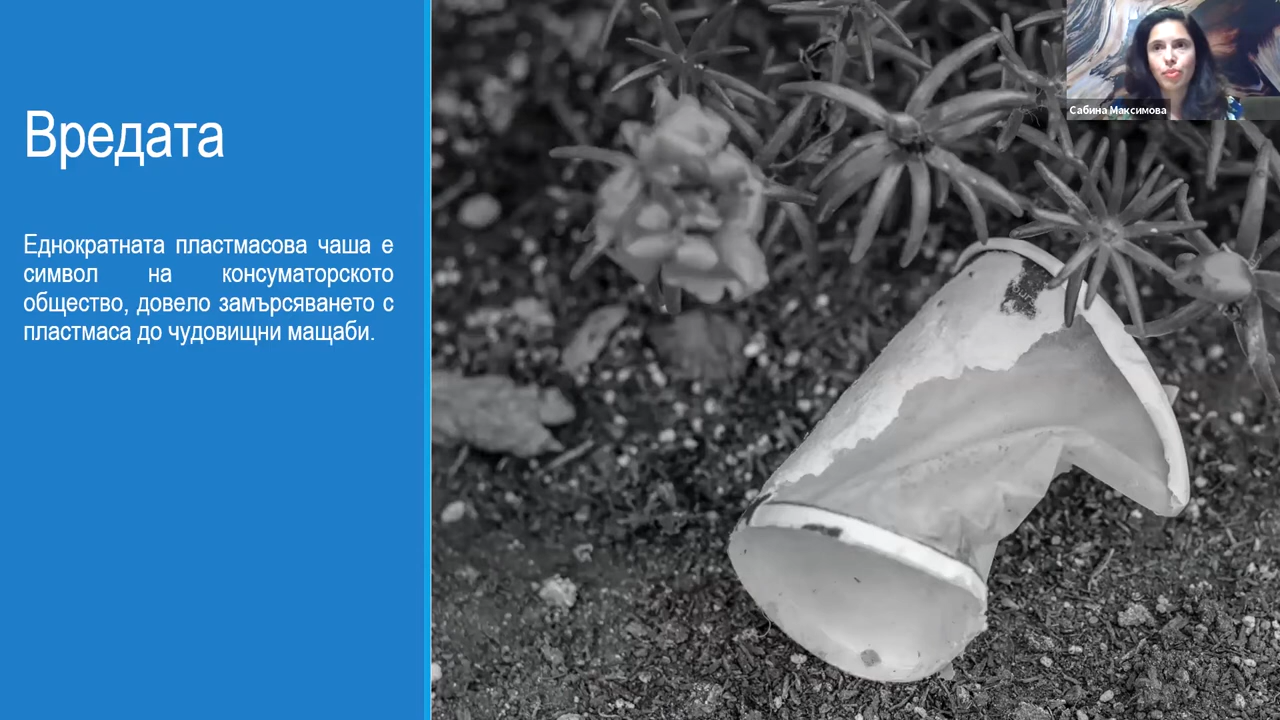 Вредата
Еднократната пластмасова чаша е
символ на консуматорското
общество, довело замърсяването с
пластмаса до чудовищни мащаби.
Сабина Максимова